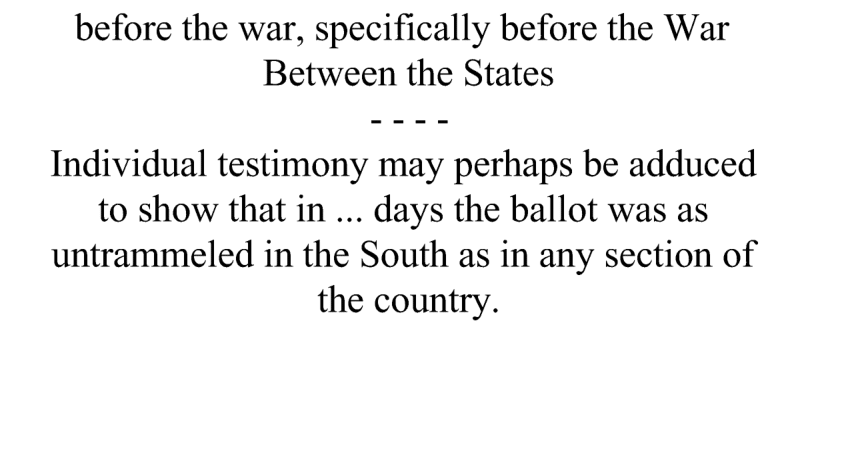 before the war, specifically before the War
Between the States
- - - -
Individual testimony may perhaps be adduced
to show that in ... days the ballot was as
untrammeled in the South as in any section of
the country.